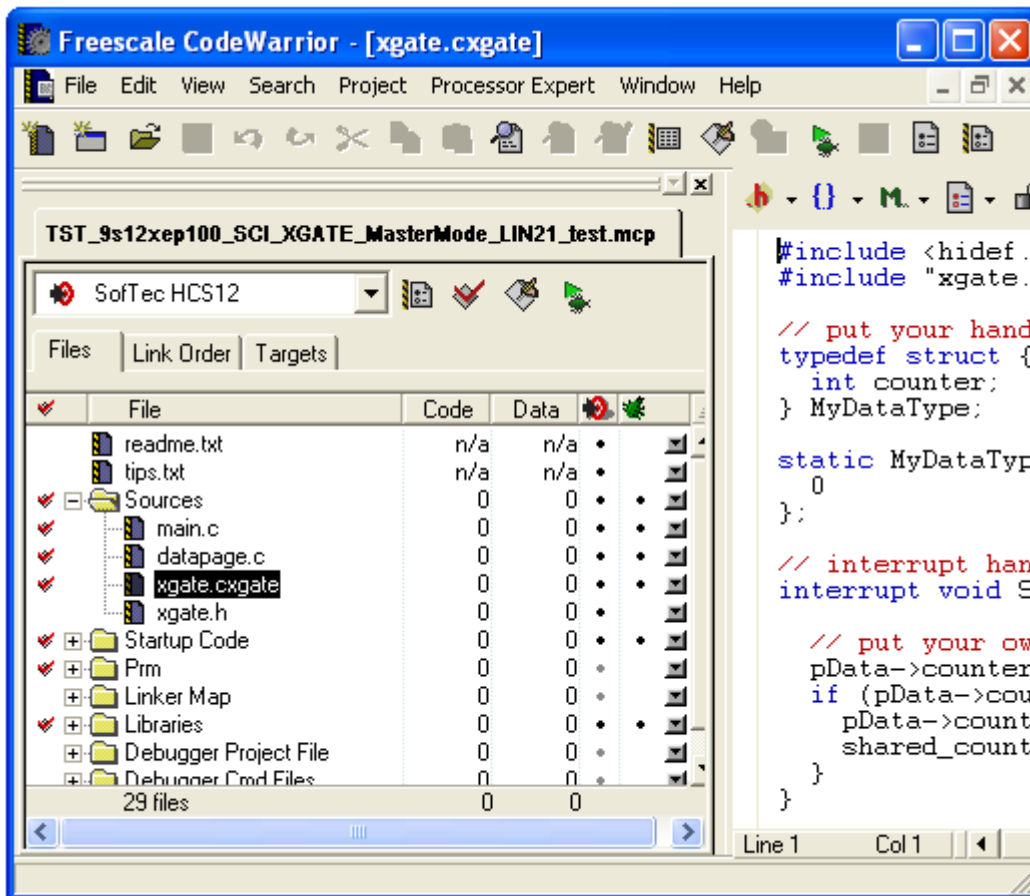 Freescale CodeWarrior - [xgate.cxgate]
File Edit View Search Project Processor Expert Window Help
TST_9s12xep100_SCI_XGATE_MasterMode_LIN21_test.mcp
SofTec HCS12
Files Link Order Targets
File Code Data
readme.txt n/a n/a
tips.txt n/a n/a
Sources 0 0
main.c 0 0
datapage.c 0 0
xgate.cxgate 0 0
xgate.h 0 0
Startup Code 0 0
Prm 0 0
Linker Map 0 0
Libraries 0 0
Debugger Project File 0 0
Debugger Cmd Files 0 0
29 files 0 0
h {} M.
#include <hidef.
#include "xgate.
// put your hand
typedef struct {
int counter;
} MyDataType;
static MyDataTyp
0
};
// interrupt han
interrupt void S
// put your ow
pData->counter
if (pData->cou
pData->count
shared_count
}
}
Line 1 Col 1